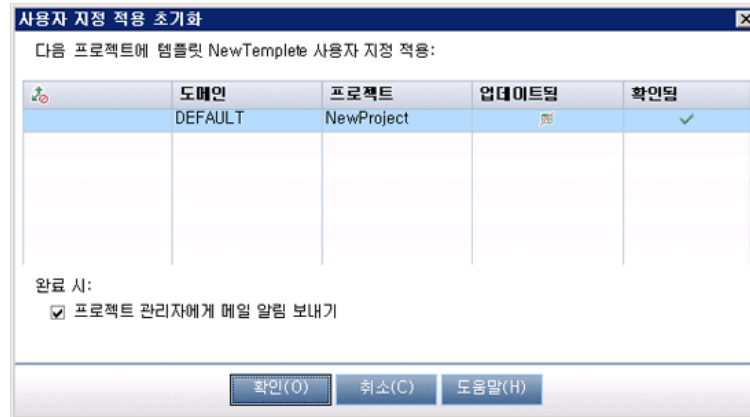 사용자 지정 적용 초기화
다음 프로젝트에 템플릿 NewTemplete 사용자 지정 적용:
도메인 프로젝트 업데이트됨 확인됨
DEFAULT NewProject
완료 시:
프로젝트 관리자에게 메일 알림 보내기
확인(O) 취소(C) 도움말(H)